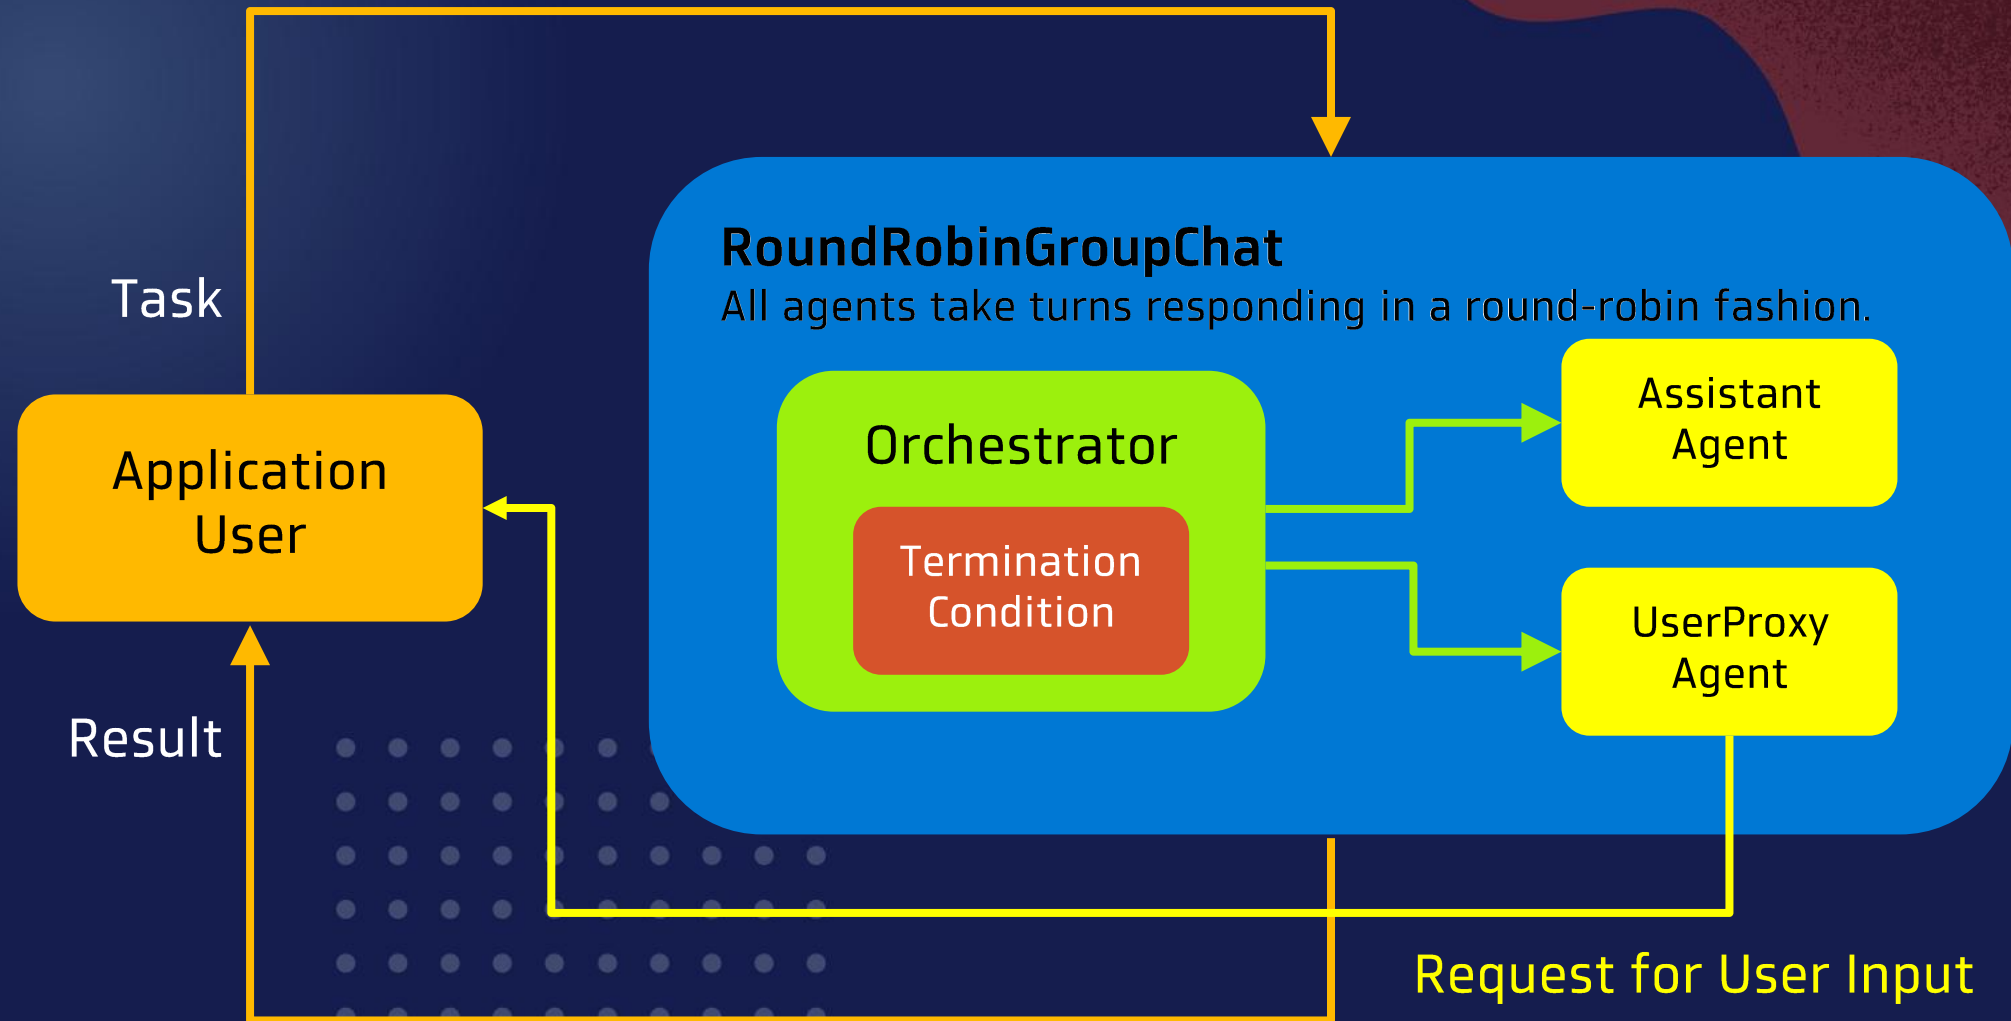 Task
RoundRobinGroupChat
All agents take turns responding in a round-robin fashion.
Application
User
Orchestrator
Termination
Condition
Assistant
Agent
UserProxy
Agent
Result
Request for User Input